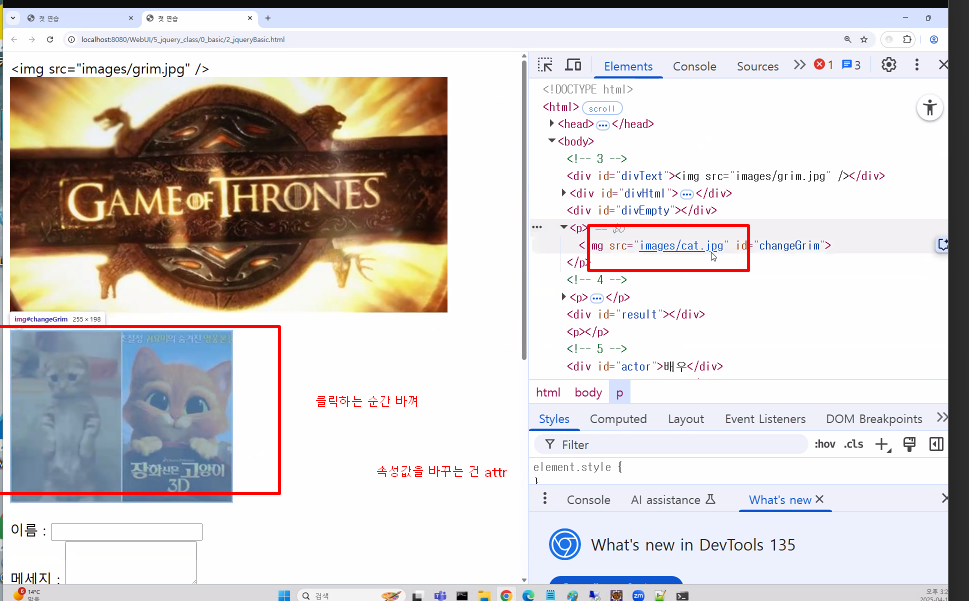 첫 연습
첫 연습
localhost:8080/WebUI/5_jquery_class/0_basic/2_jqueryBasic.html
<img src="images/grim.jpg" />
GAME OF THRONES
img#changeGrim 255 × 198
장화신은 고양이
3D
클릭하는 순간 바껴
속성값을 바꾸는 건 attr
이름 :
메세지 :
Elements Console Sources 1 3
<!DOCTYPE html>
<html> scroll
<head> ••• </head>
<body>
<!-- 3 -->
<div id="divText"><img src="images/grim.jpg" /></div>
<div id="divHtml"> ••• </div>
<div id="divEmpty"></div>
<p> == $0
< mg src="images/cat.jpg" id="changeGrim">
</p>
<!-- 4 -->
<p> ••• </p>
<div id="result"></div>
<p></p>
<!-- 5 -->
<div id="actor">배우</div>
html body p
Styles Computed Layout Event Listeners DOM Breakpoints
Filter :hov .cls
element.style {
}
Console AI assistance What's new
What's new in DevTools 135
14°C
검색